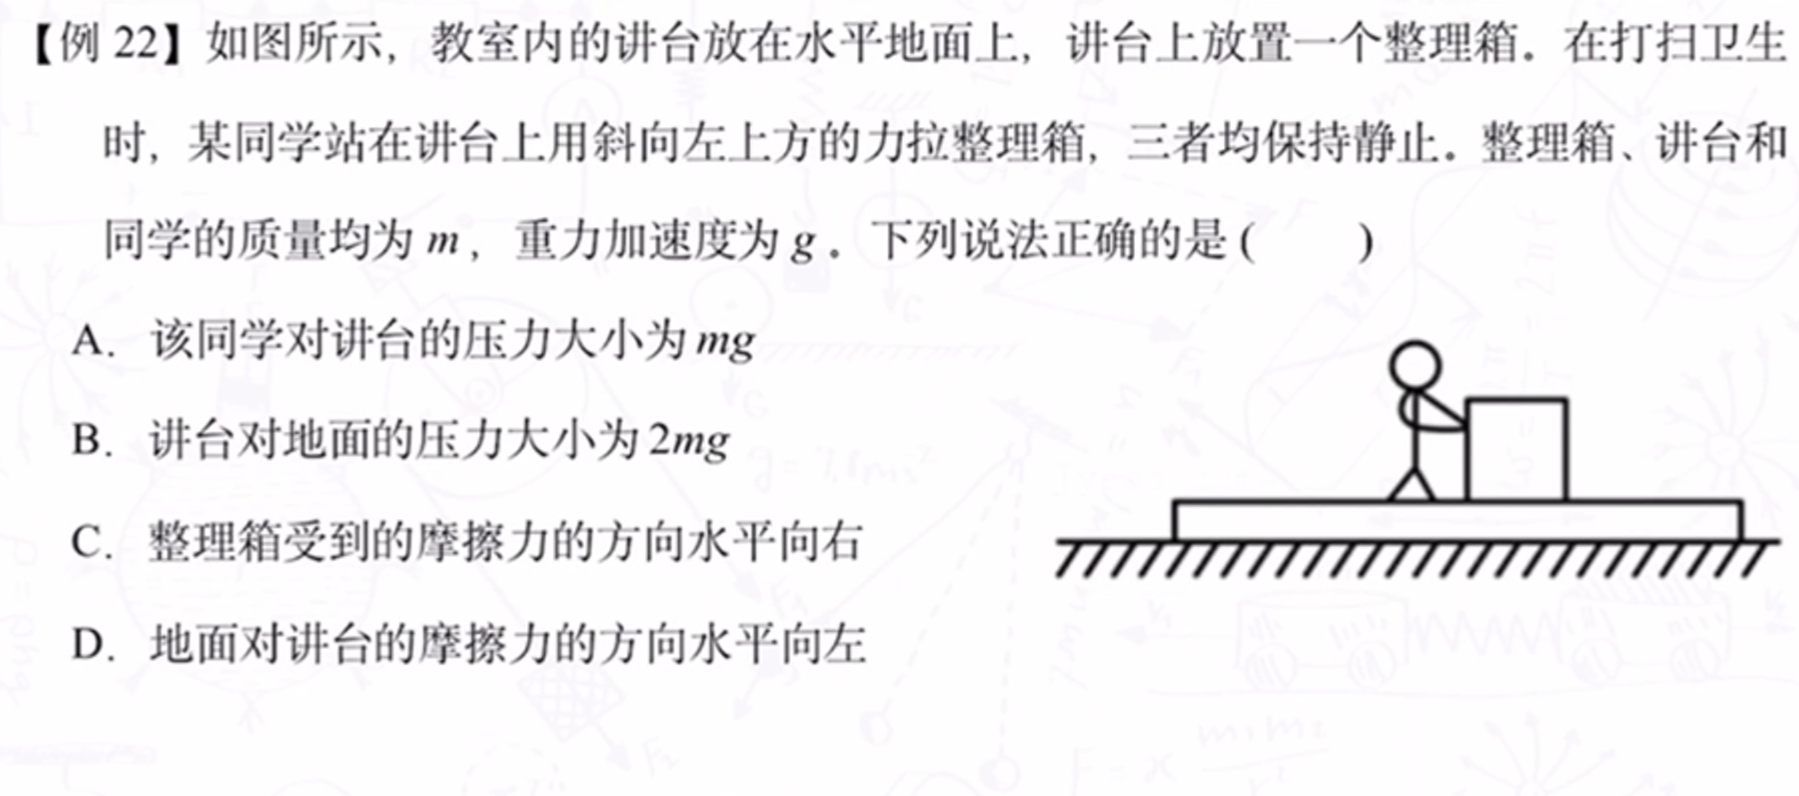 【例 22】如图所示，教室内的讲台放在水平地面上，讲台上放置一个整理箱。在打扫卫生
时，某同学站在讲台上用斜向左上方的力拉整理箱，三者均保持静止。整理箱、讲台和
同学的质量均为 m，重力加速度为 g。下列说法正确的是（　　）
A．该同学对讲台的压力大小为 mg
B．讲台对地面的压力大小为 2mg
C．整理箱受到的摩擦力的方向水平向右
D．地面对讲台的摩擦力的方向水平向左